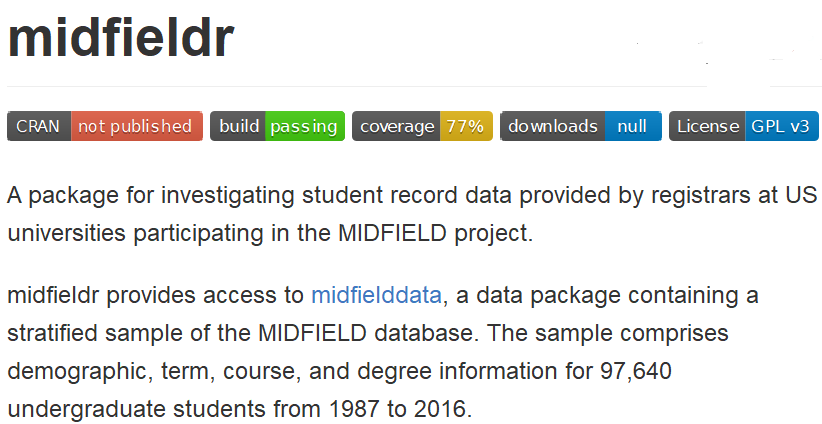 midfieldr
CRAN not published build passing coverage 77% downloads null License GPL v3
A package for investigating student record data provided by registrars at US
universities participating in the MIDFIELD project.
midfieldr provides access to midfielddata, a data package containing a
stratified sample of the MIDFIELD database. The sample comprises
demographic, term, course, and degree information for 97,640
undergraduate students from 1987 to 2016.